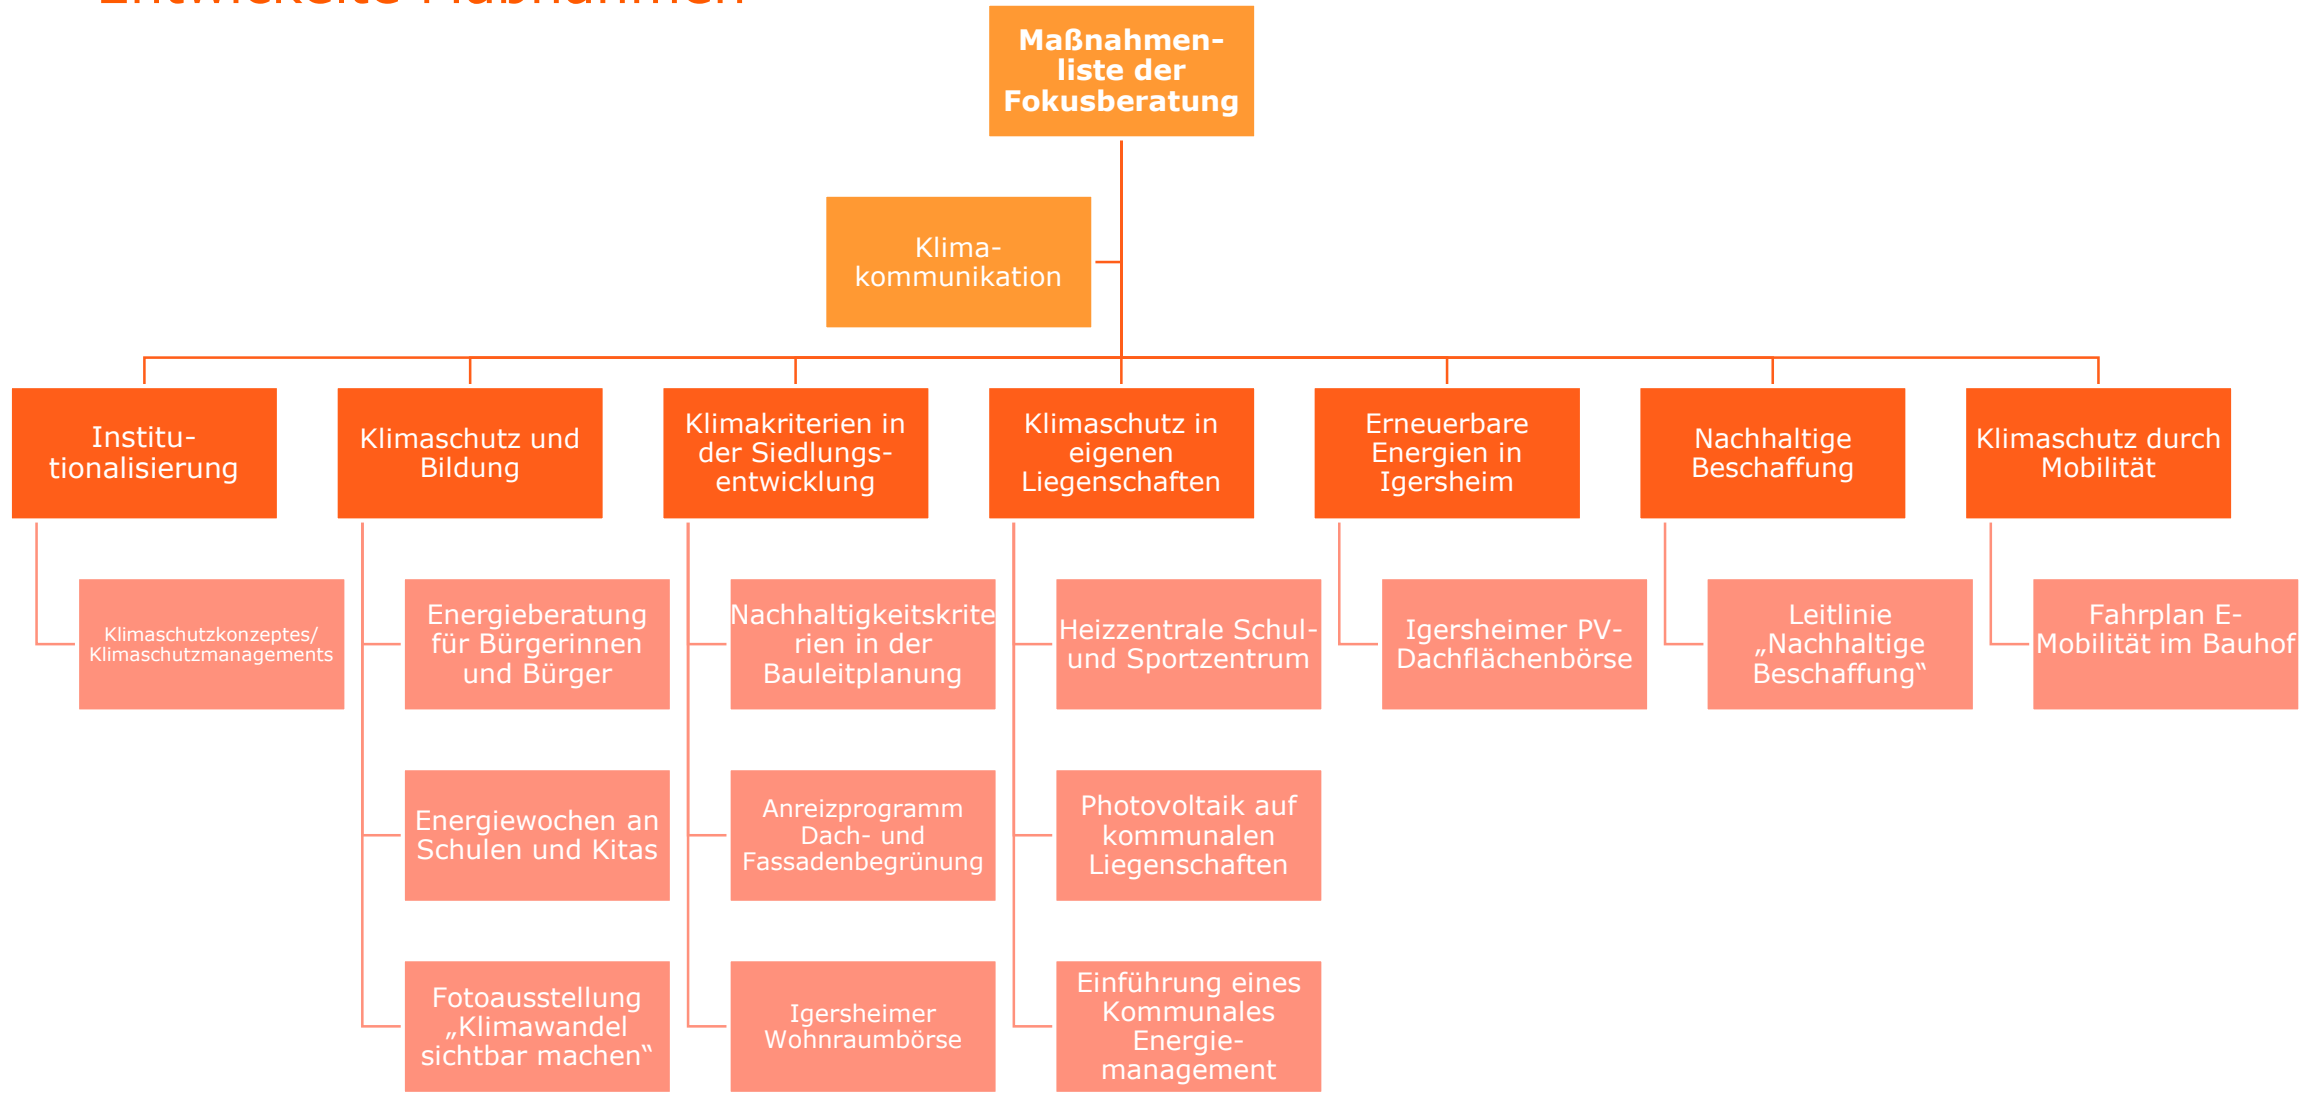 Entwickelte Maßnahmen
Maßnahmen-
liste der
Fokusberatung
Klima-
kommunikation
Institu-
tionalisierung
Klimaschutz und
Bildung
Klimakriterien in
der Siedlungs-
entwicklung
Klimaschutz in
eigenen
Liegenschaften
Erneuerbare
Energien in
Igersheim
Nachhaltige
Beschaffung
Klimaschutz durch
Mobilität
Klimaschutzkonzeptes/
Klimaschutzmanagements
Energieberatung
für Bürgerinnen
und Bürger
Nachhaltigkeitskrite
rien in der
Bauleitplanung
Heizzentrale Schul-
und Sportzentrum
Igersheimer PV-
Dachflächenbörse
Leitlinie
„Nachhaltige
Beschaffung“
Fahrplan E-
Mobilität im Bauhof
Energiewochen an
Schulen und Kitas
Anreizprogramm
Dach- und
Fassadenbegrünung
Photovoltaik auf
kommunalen
Liegenschaften
Fotoausstellung
„Klimawandel
sichtbar machen“
Igersheimer
Wohnraumbörse
Einführung eines
Kommunales
Energie-
management